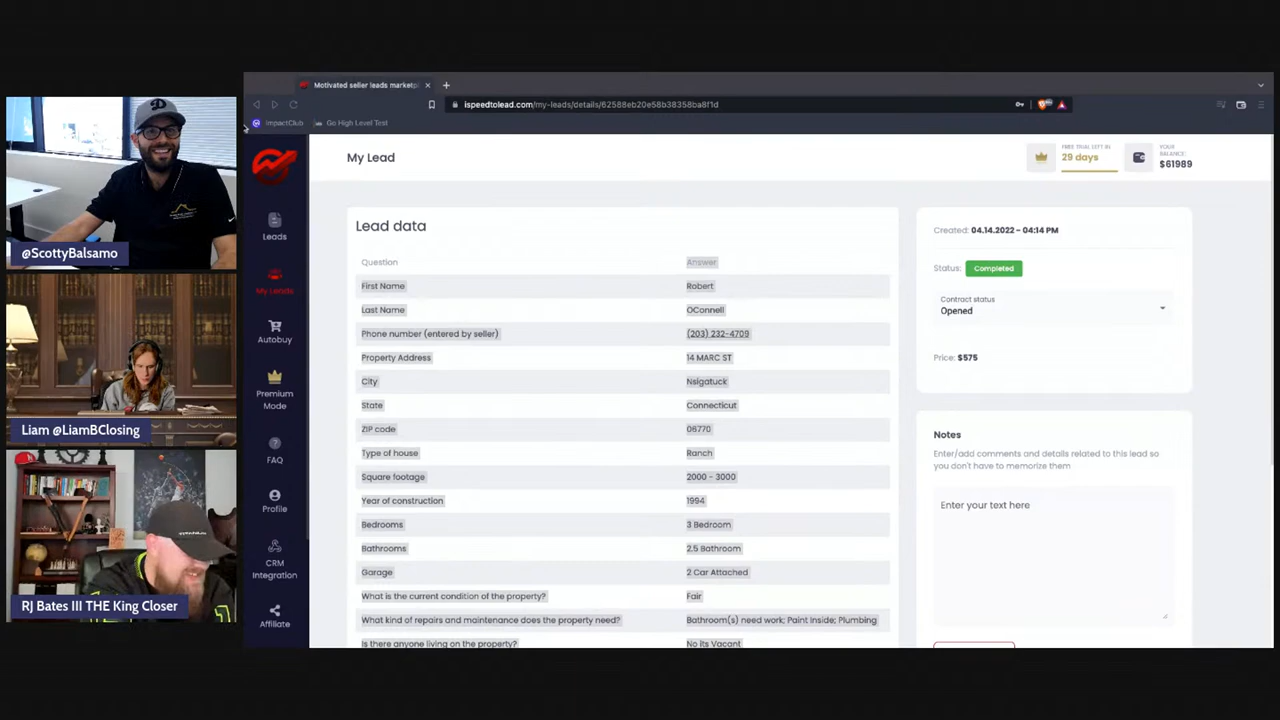 Motivated seller leads marketpl
ispeedtolead.com/my-leads/details/62588eb20e58b38358ba8f1d
ImpactClub
Go High Level Test
My Lead
FREE TRIAL LEFT IN:
29 days
YOUR BALANCE:
$61989
Leads
My Leads
Autobuy
Premium Mode
FAQ
Profile
CRM Integration
Affiliate
Lead data
Question Answer
First Name Robert
Last Name OConnell
Phone number (entered by seller) (203) 232-4709
Property Address 14 MARC ST
City Nsigatuck
State Connecticut
ZIP code 06770
Type of house Ranch
Square footage 2000 - 3000
Year of construction 1994
Bedrooms 3 Bedroom
Bathrooms 2.5 Bathroom
Garage 2 Car Attached
What is the current condition of the property? Fair
What kind of repairs and maintenance does the property need? Bathroom(s) need work; Paint Inside; Plumbing
Is there anyone living on the property? No Its Vacant
Created: 04.14.2022 - 04:14 PM
Status: Completed
Contract status
Opened
Price: $575
Notes
Enter/add comments and details related to this lead so
you don't have to memorize them
Enter your text here
@ScottyBalsamo
Liam @LiamBClosing
RJ Bates III THE King Closer